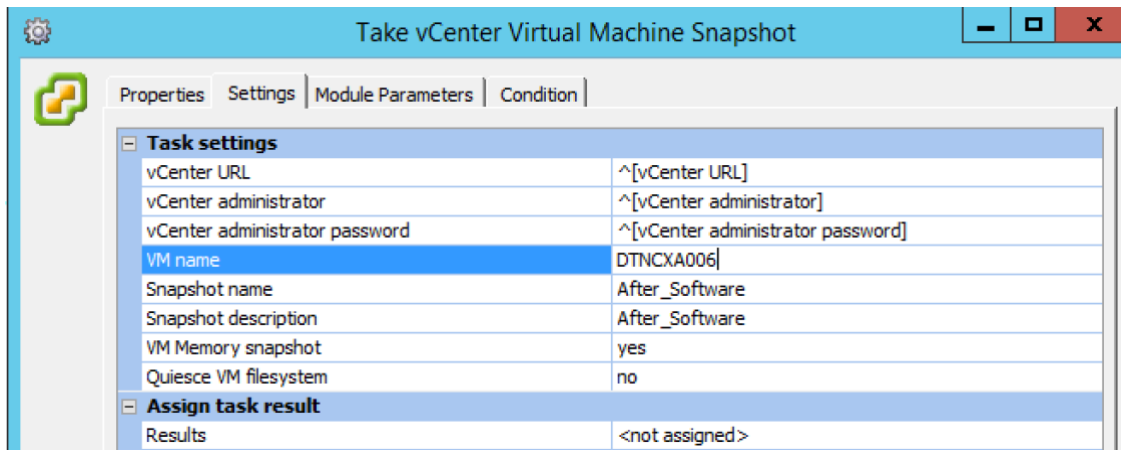 Take vCenter Virtual Machine Snapshot
Properties Settings Module Parameters Condition
Task settings
vCenter URL ^[vCenter URL]
vCenter administrator ^[vCenter administrator]
vCenter administrator password ^[vCenter administrator password]
VM name DTNCXA006
Snapshot name After_Software
Snapshot description After_Software
VM Memory snapshot yes
Quiesce VM filesystem no
Assign task result
Results <not assigned>